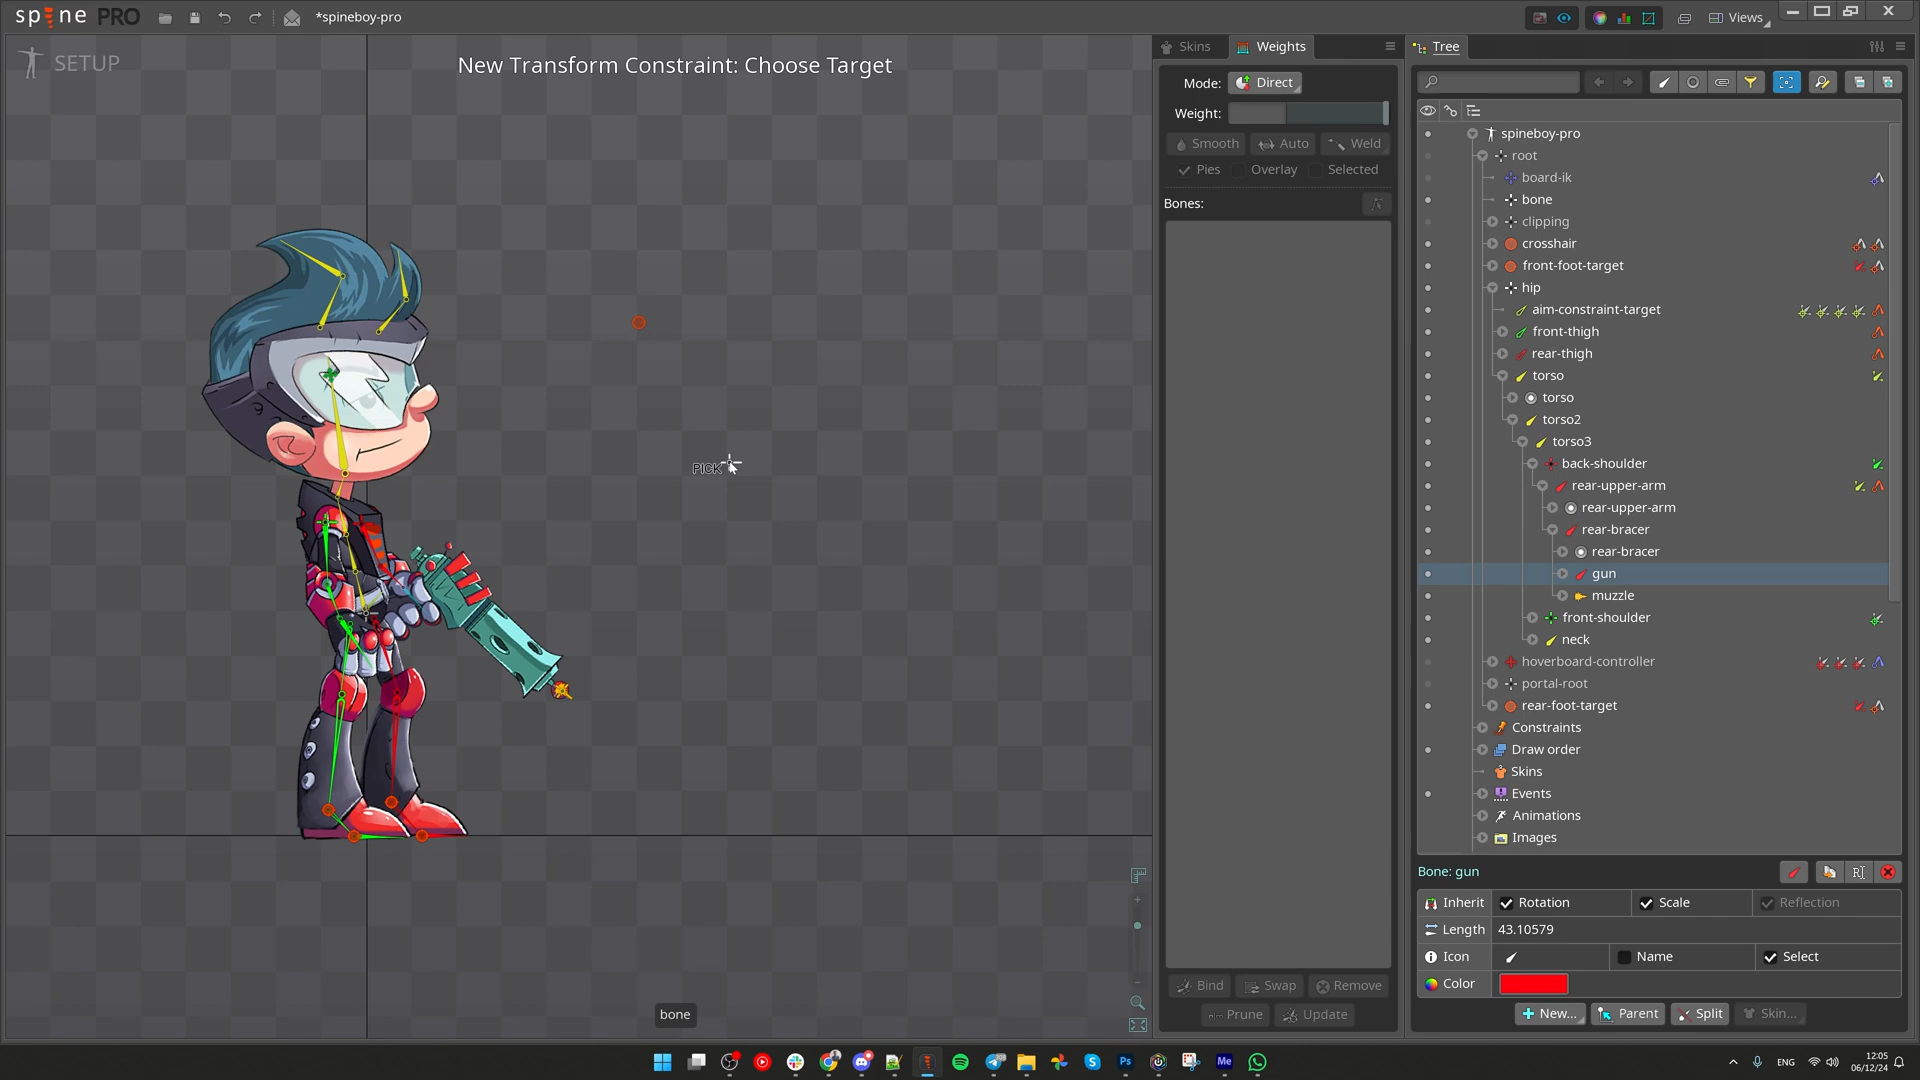 spine PRO
*spineboy-pro
Views
SETUP
New Transform Constraint: Choose Target
PICK
bone
Skins
Weights
Mode:
Direct
Weight:
Smooth
Auto
Weld
Pies
Overlay
Selected
Bones:
Bind
Swap
Remove
Prune
Update
Tree
spineboy-pro
root
board-ik
bone
clipping
crosshair
front-foot-target
hip
aim-constraint-target
front-thigh
rear-thigh
torso
torso
torso2
torso3
back-shoulder
rear-upper-arm
rear-upper-arm
rear-bracer
rear-bracer
gun
muzzle
front-shoulder
neck
hoverboard-controller
portal-root
rear-foot-target
Constraints
Draw order
Skins
Events
Animations
Images
Bone: gun
Inherit
Rotation
Scale
Reflection
Length
43.10579
Icon
Name
Select
Color
New...
Parent
Split
Skin...
Ps
Me
ENG
12:05
06/12/24